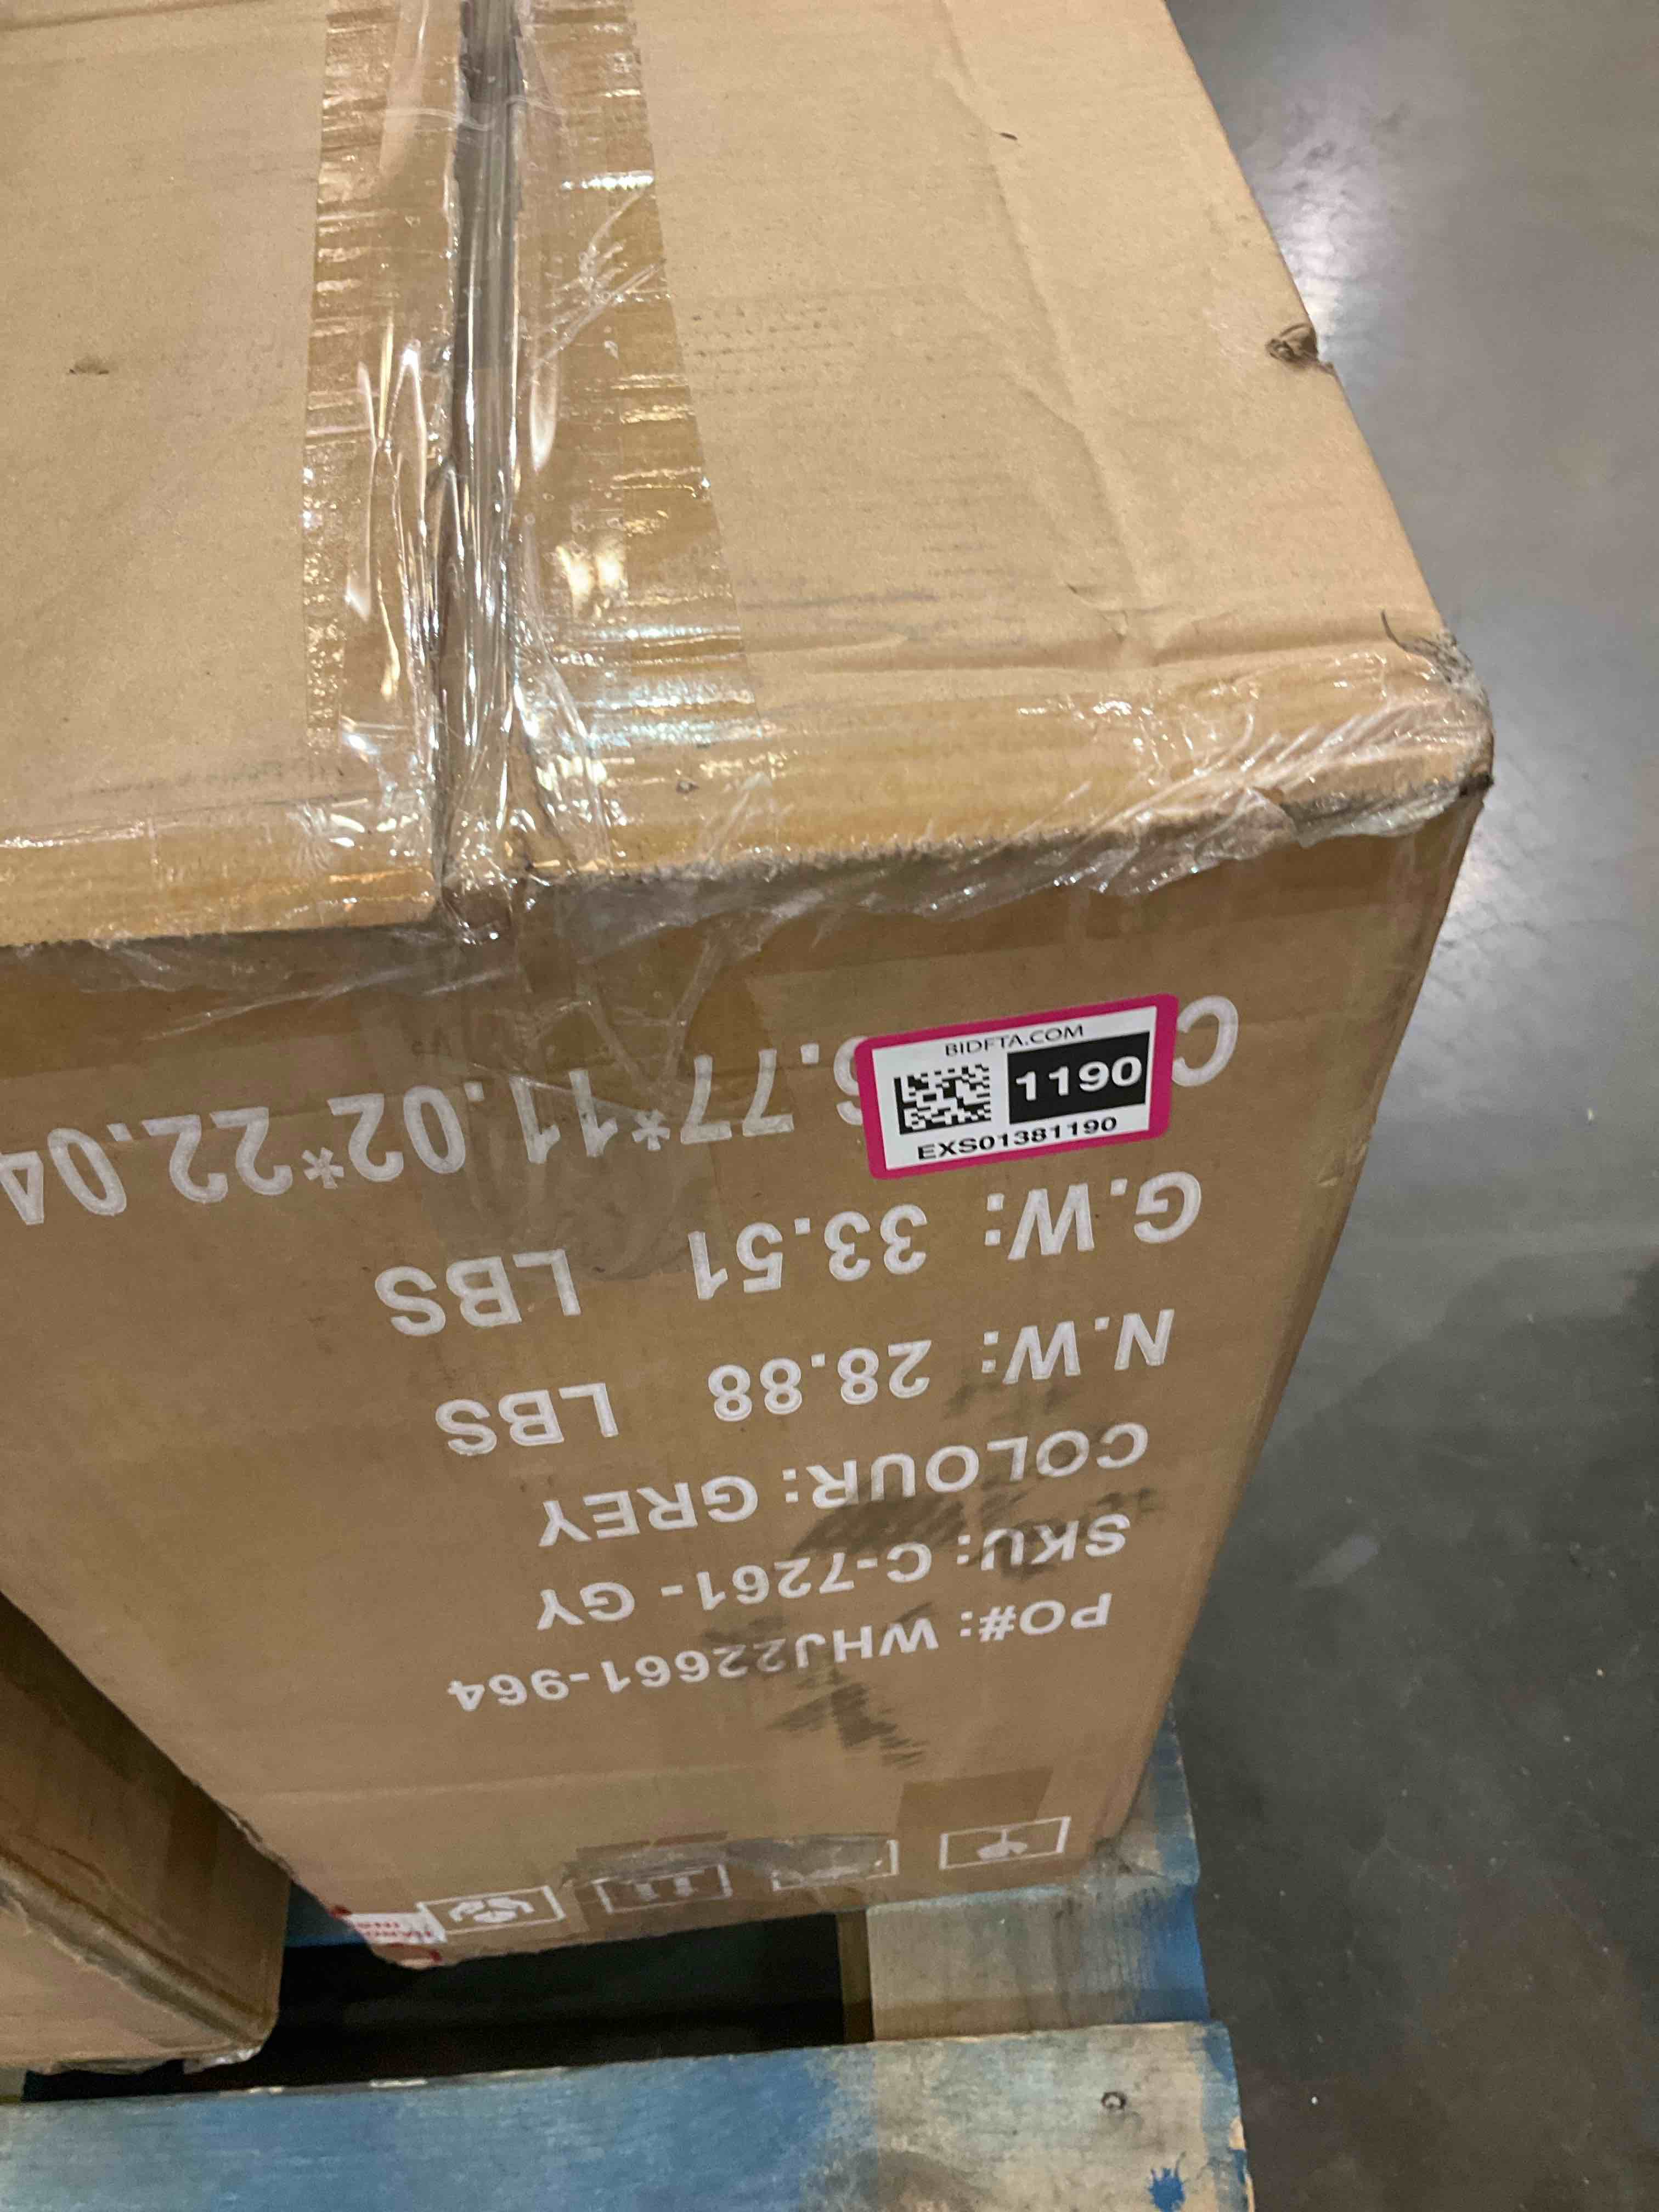 BIDFTA.COM
1190
EXS01381190
PO#: WHJ22661-964
SKU: C-7261- GY
COLOUR: GREY
N.W: 28.88 LBS
G.W: 33.51 LBS
C 6.77*11.02*22.04